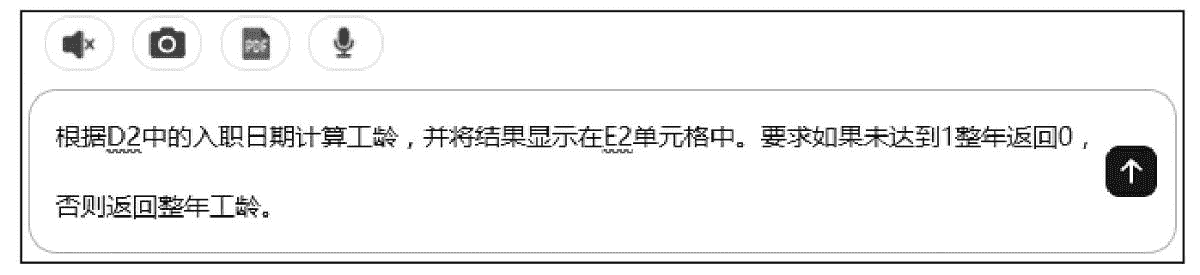 PDF
根据D2中的入职日期计算工龄，并将结果显示在E2单元格中。要求如果未达到1整年返回0，
否则返回整年工龄。